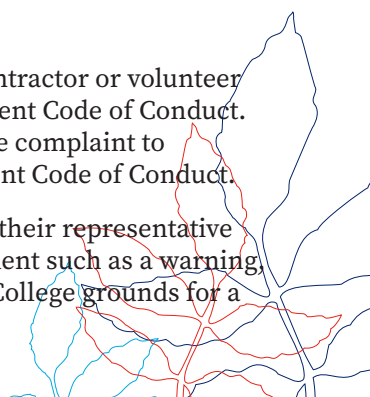 ntractor or volunteer
ent Code of Conduct.
e complaint to
nt Code of Conduct.
their representative
ent such as a warning,
College grounds for a